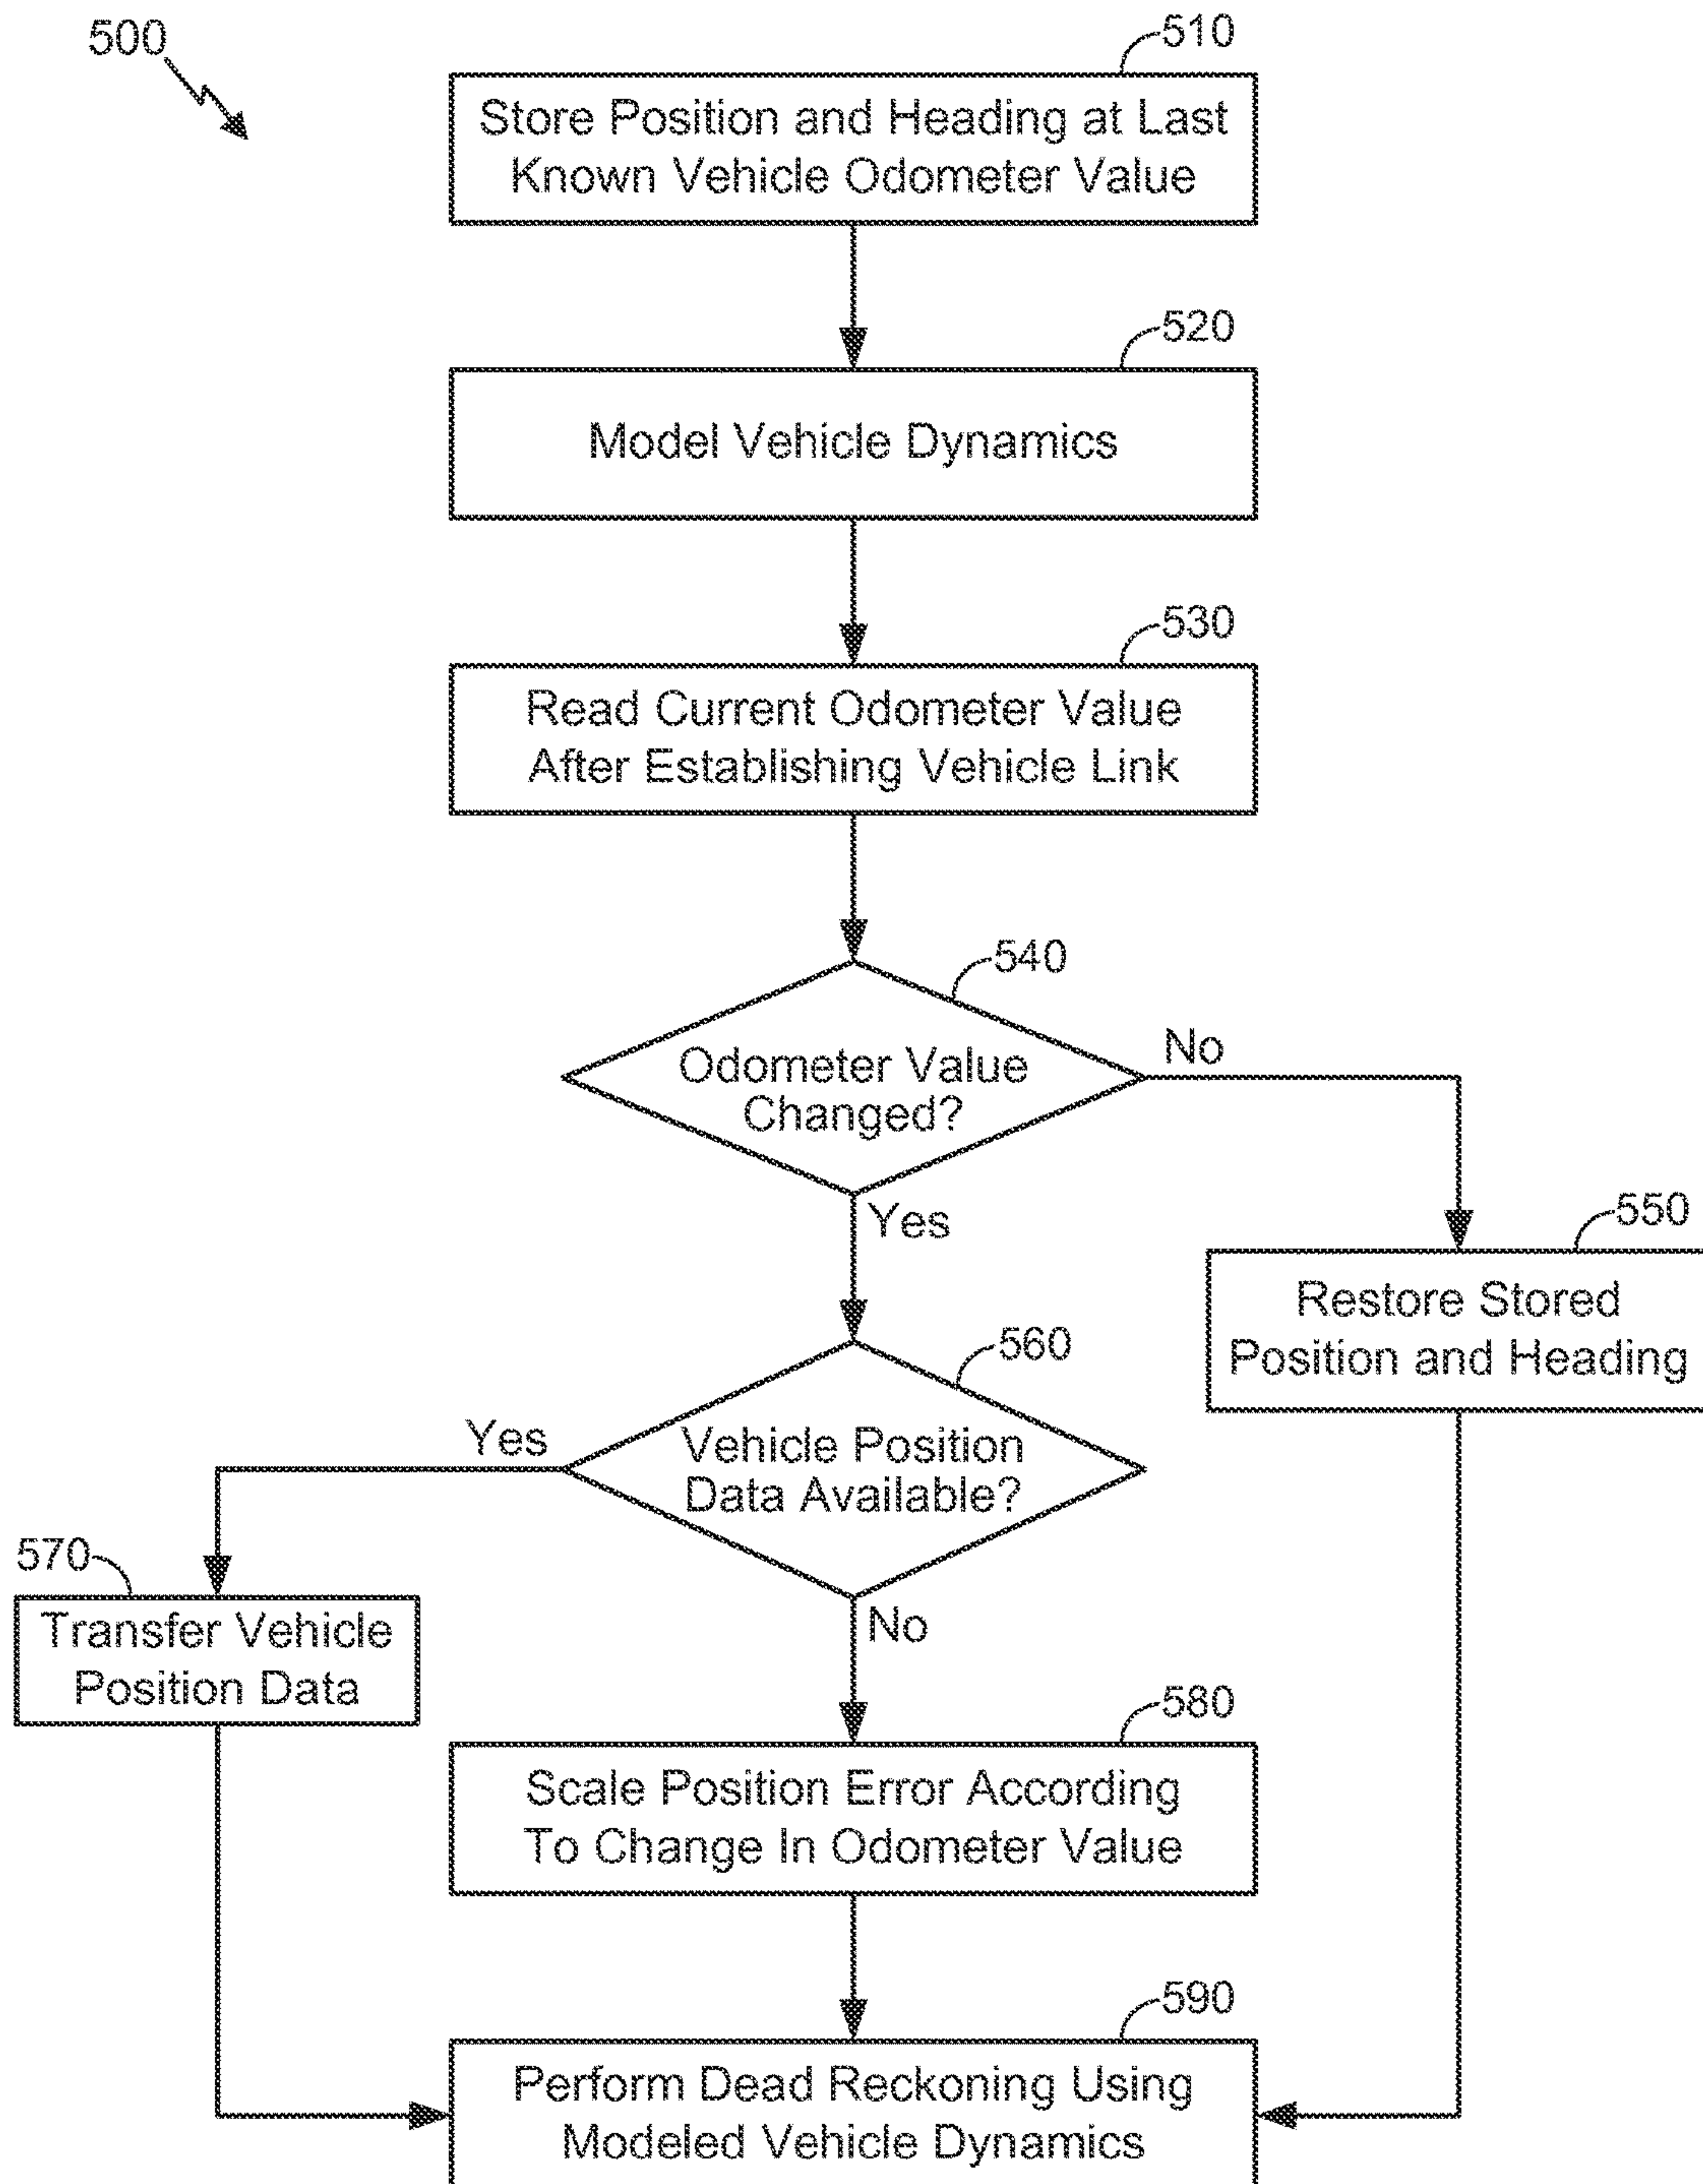 500
510
Store Position and Heading at Last
Known Vehicle Odometer Value
520
Model Vehicle Dynamics
530
Read Current Odometer Value
After Establishing Vehicle Link
540
Odometer Value
Changed?
No
Yes
550
Restore Stored
Position and Heading
560
Vehicle Position
Data Available?
Yes
No
570
Transfer Vehicle
Position Data
580
Scale Position Error According
To Change In Odometer Value
590
Perform Dead Reckoning Using
Modeled Vehicle Dynamics